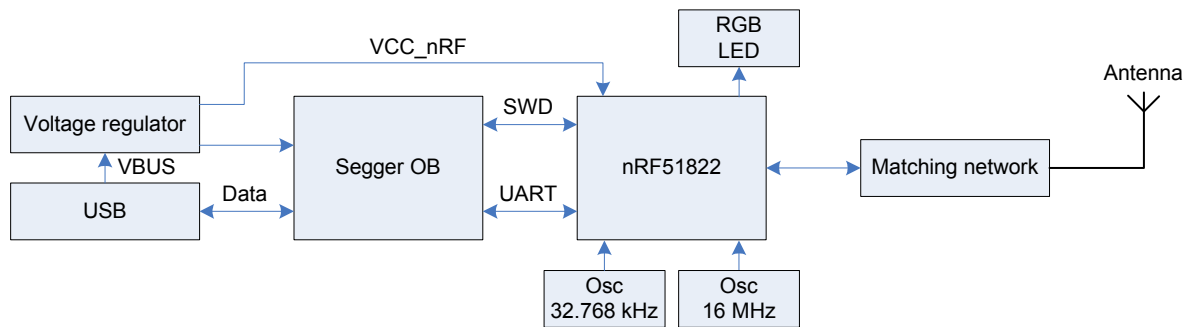 RGB
LED
VCC_nRF
Antenna
SWD
Voltage regulator
Segger OB
nRF51822
Matching network
VBUS
Data
UART
USB
Osc
32.768 kHz
Osc
16 MHz